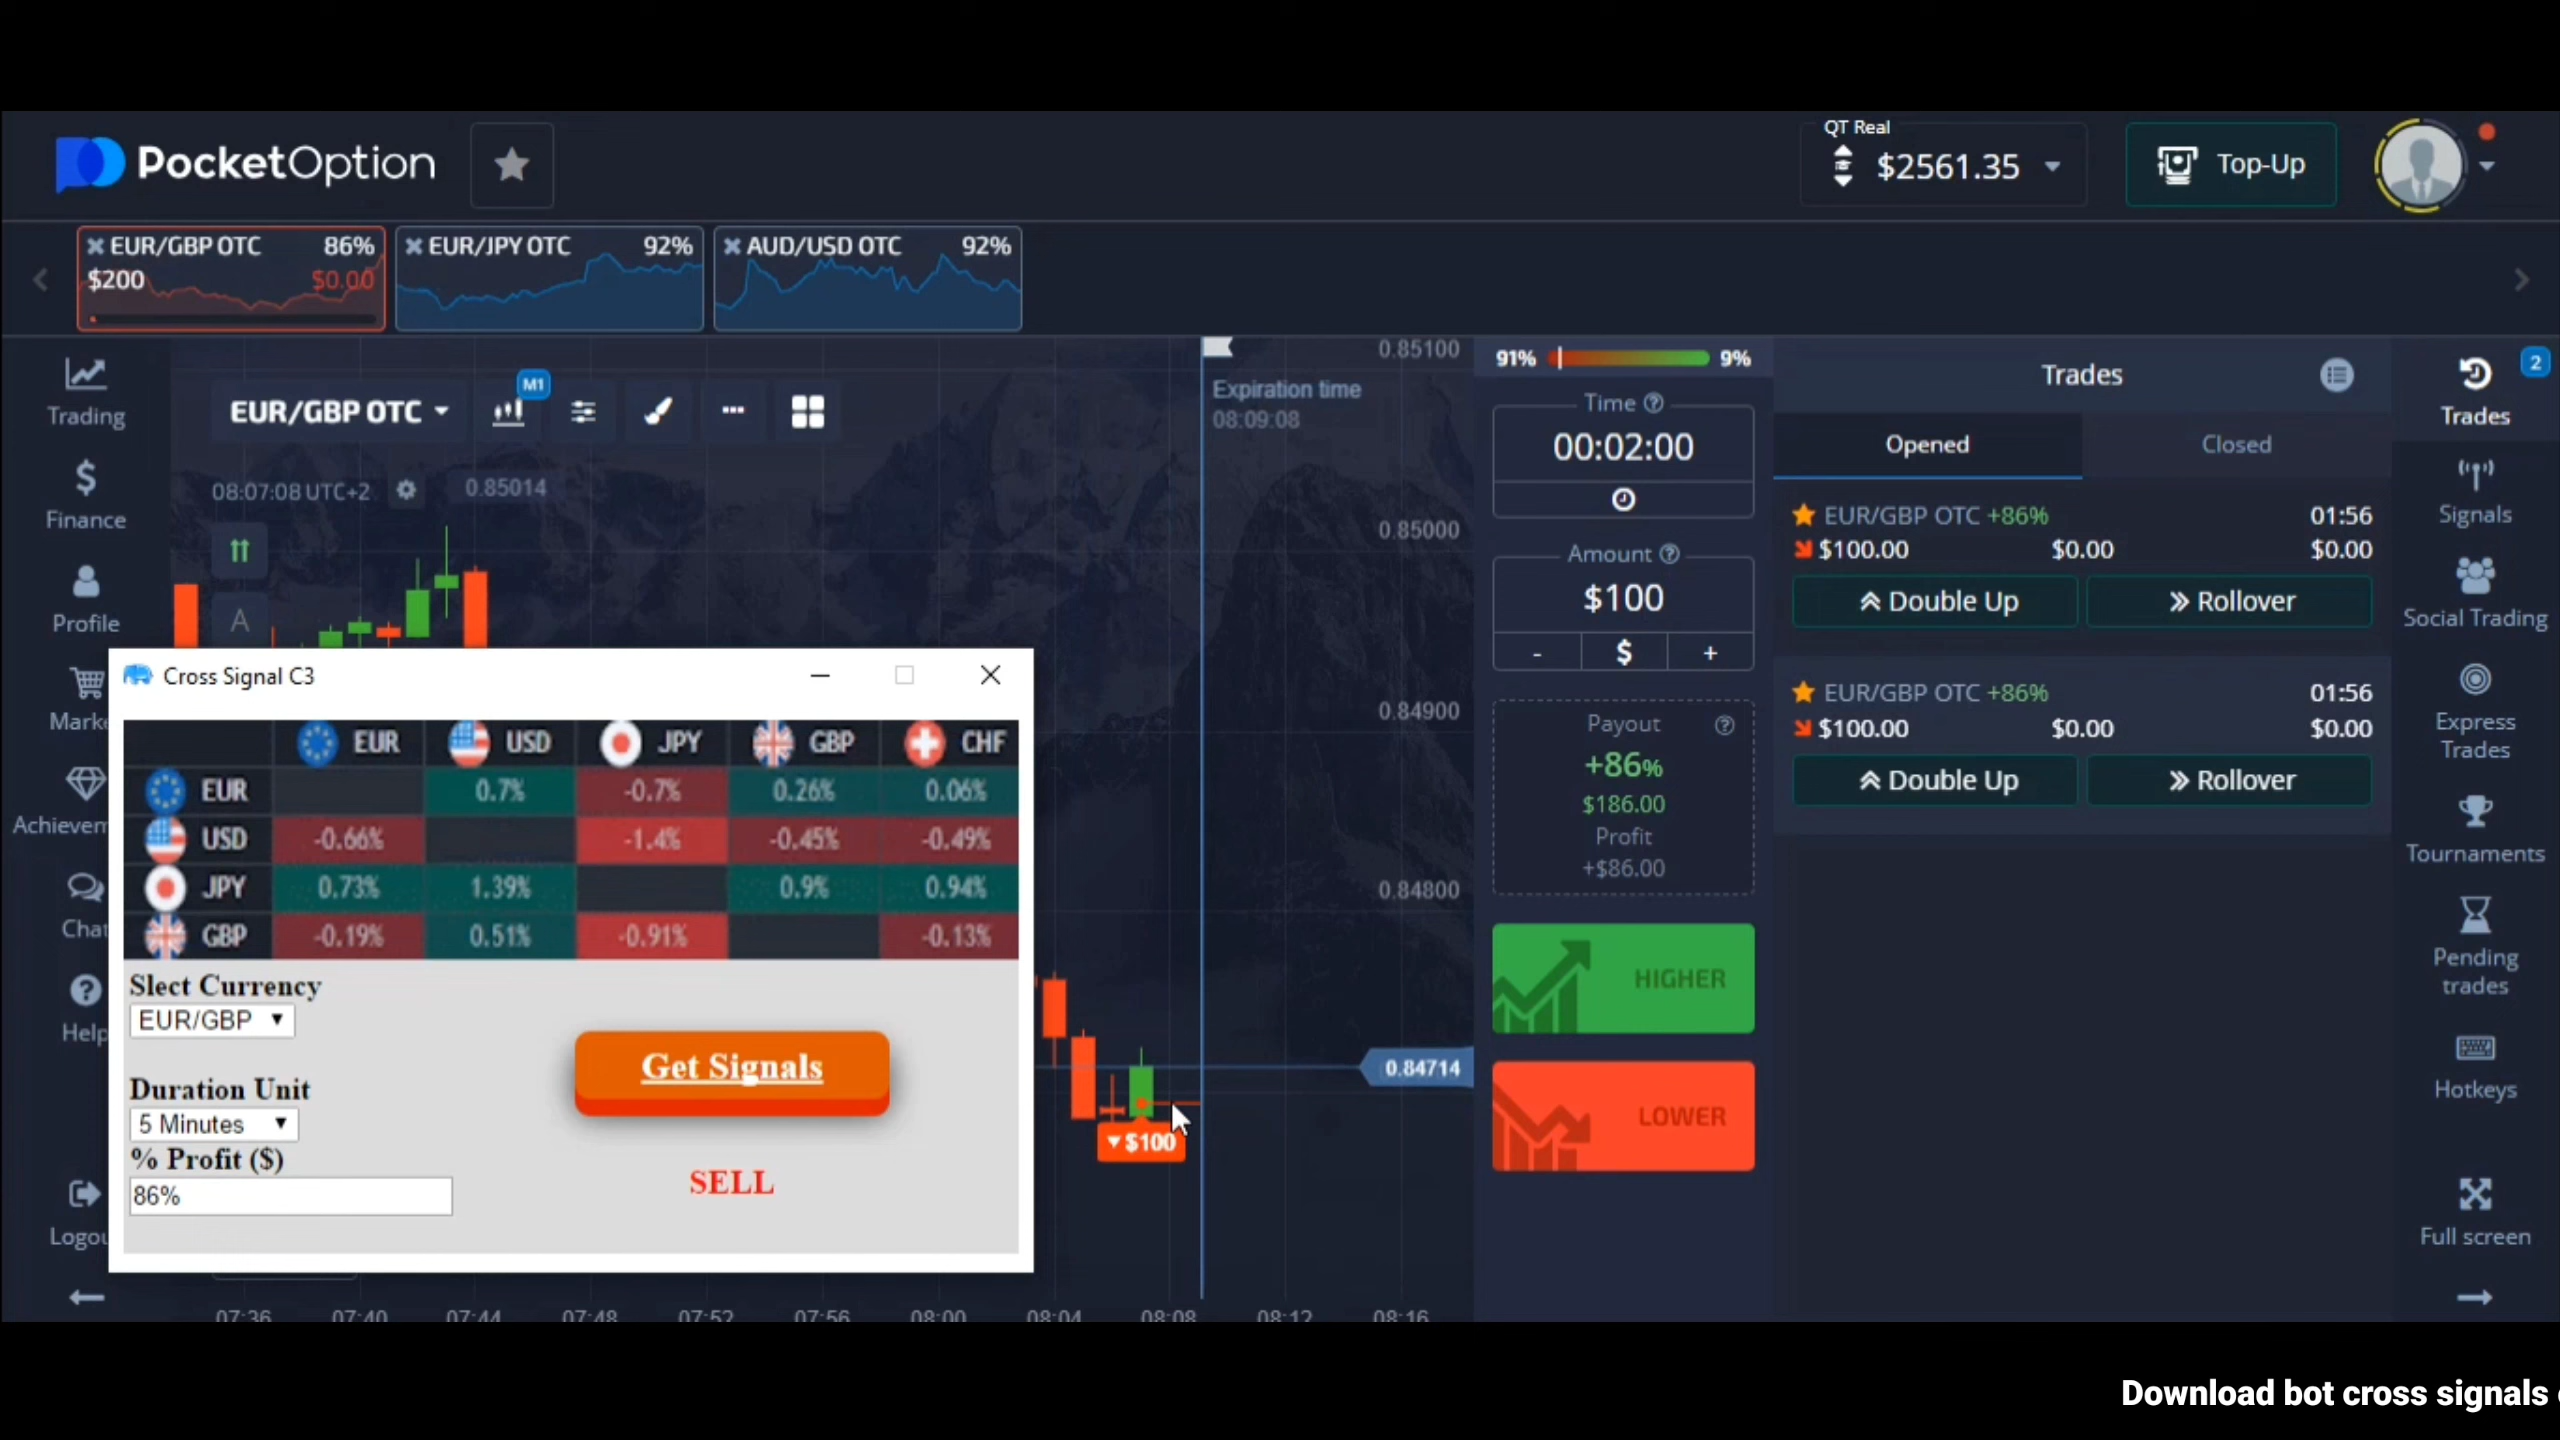 PocketOption
QT Real
$2561.35
Top-Up
EUR/GBP OTC 86%
$200 $0.00
EUR/JPY OTC 92%
AUD/USD OTC 92%
Trading
Finance
Profile
Marke
Achievem
Chat
Help
Logou
EUR/GBP OTC
M1
08:07:08 UTC+2
0.85014
A
Expiration time
08:09:08
0.85100
0.85000
0.84900
0.84800
0.84714
$100
07:36 07:40 07:44 07:48 07:52 07:56 08:00 08:04 08:08 08:12 08:16
Cross Signal C3
EUR USD JPY GBP CHF
EUR 0.7% -0.7% 0.26% 0.06%
USD -0.66% -1.4% -0.45% -0.49%
JPY 0.73% 1.39% 0.9% 0.94%
GBP -0.19% 0.51% -0.91% -0.13%
Slect Currency
EUR/GBP
Duration Unit
5 Minutes
% Profit ($)
86%
Get Signals
SELL
91% 9%
Time
00:02:00
Amount
$100
- $ +
Payout
+86%
$186.00
Profit
+$86.00
HIGHER
LOWER
Trades
Opened Closed
EUR/GBP OTC +86% 01:56
$100.00 $0.00 $0.00
Double Up Rollover
EUR/GBP OTC +86% 01:56
$100.00 $0.00 $0.00
Double Up Rollover
2
Trades
Signals
Social Trading
Express
Trades
Tournaments
Pending
trades
Hotkeys
Full screen
Download bot cross signals